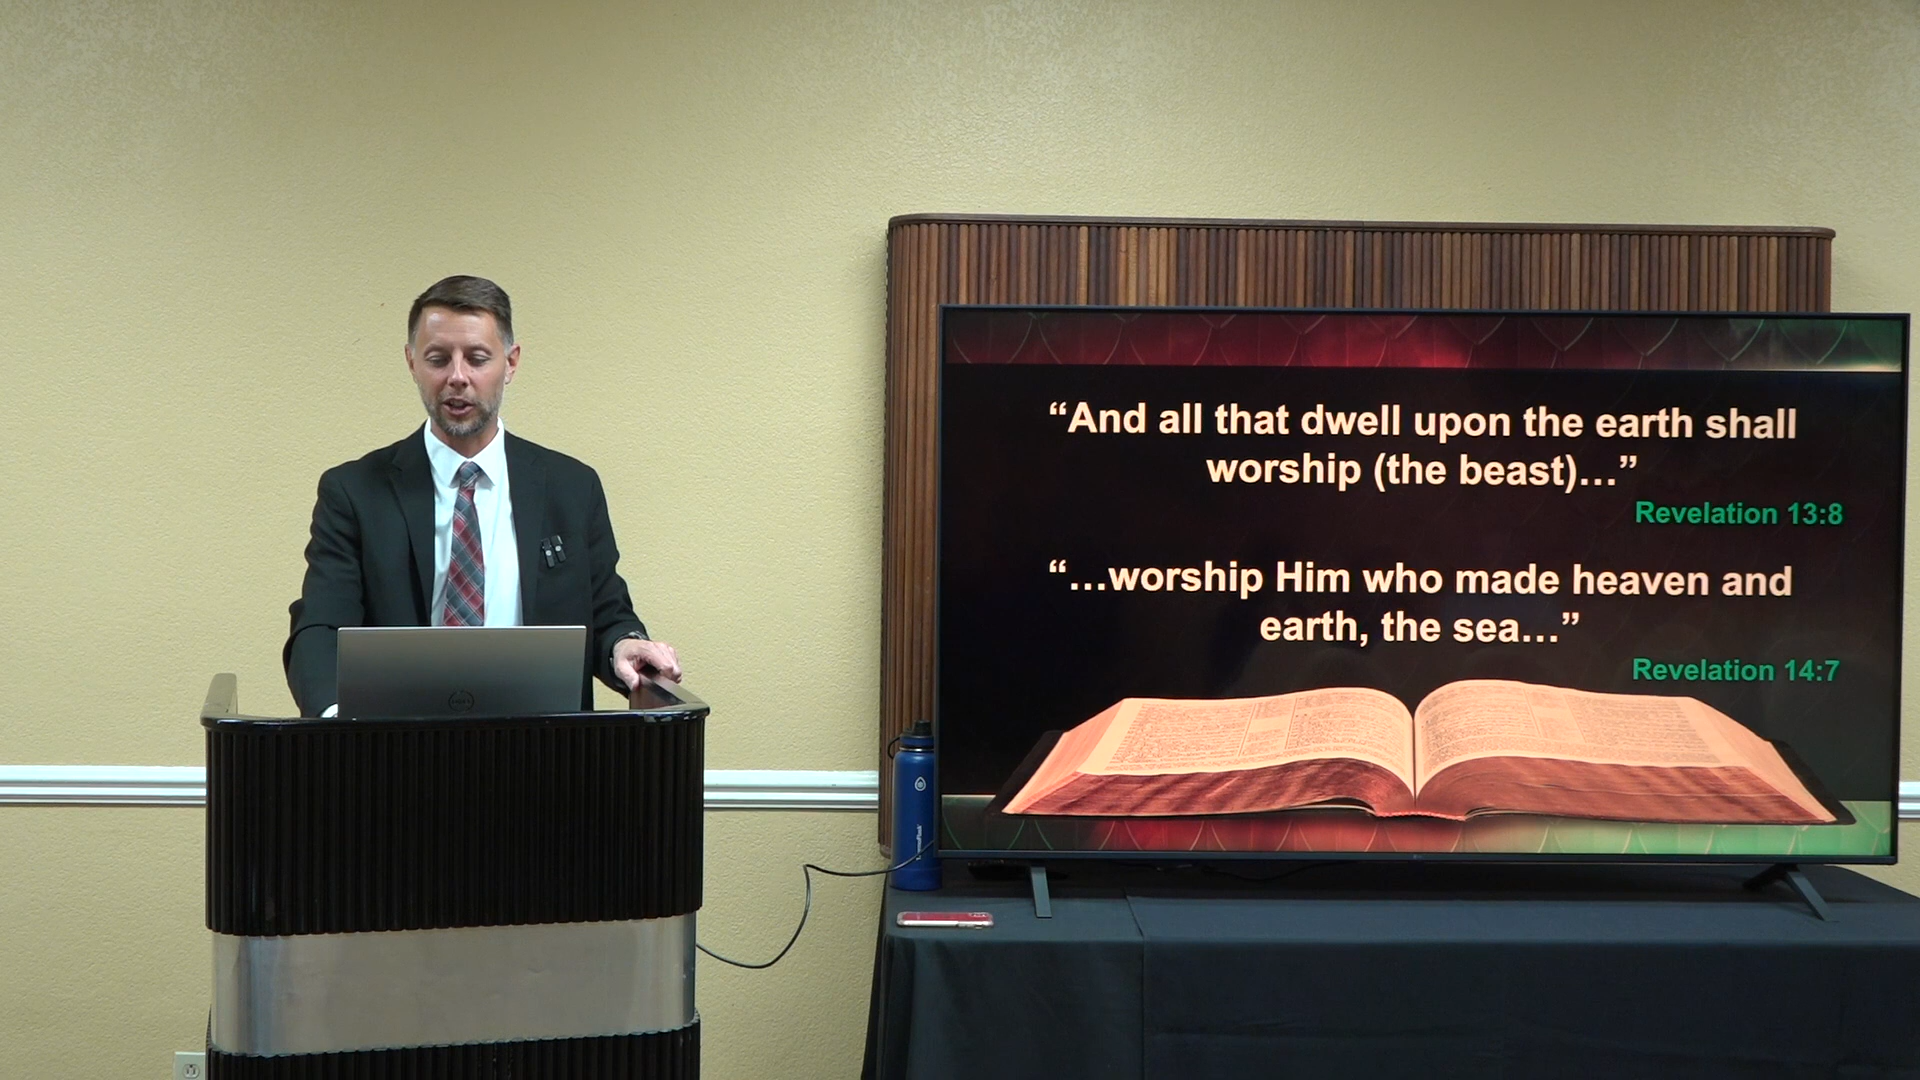 “And all that dwell upon the earth shall
worship (the beast)…”
Revelation 13:8
“…worship Him who made heaven and
earth, the sea…”
Revelation 14:7